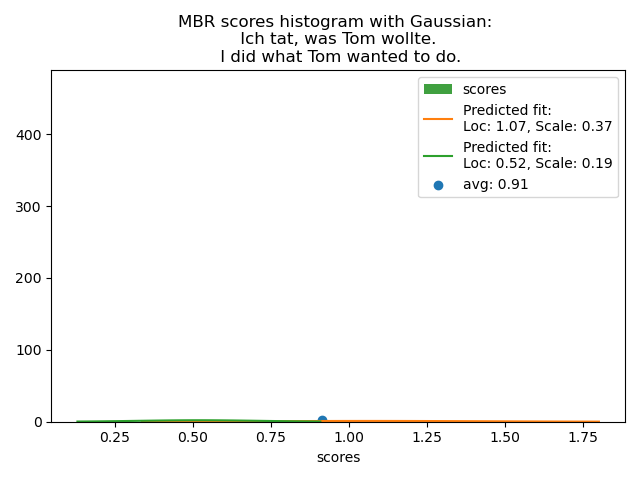 MBR scores histogram with Gaussian:
Ich tat, was Tom wollte.
I did what Tom wanted to do.
scores
Predicted fit:
Loc: 1.07, Scale: 0.37
Predicted fit:
Loc: 0.52, Scale: 0.19
avg: 0.91
400
300
200
100
0
0.25 0.50 0.75 1.00 1.25 1.50 1.75
scores